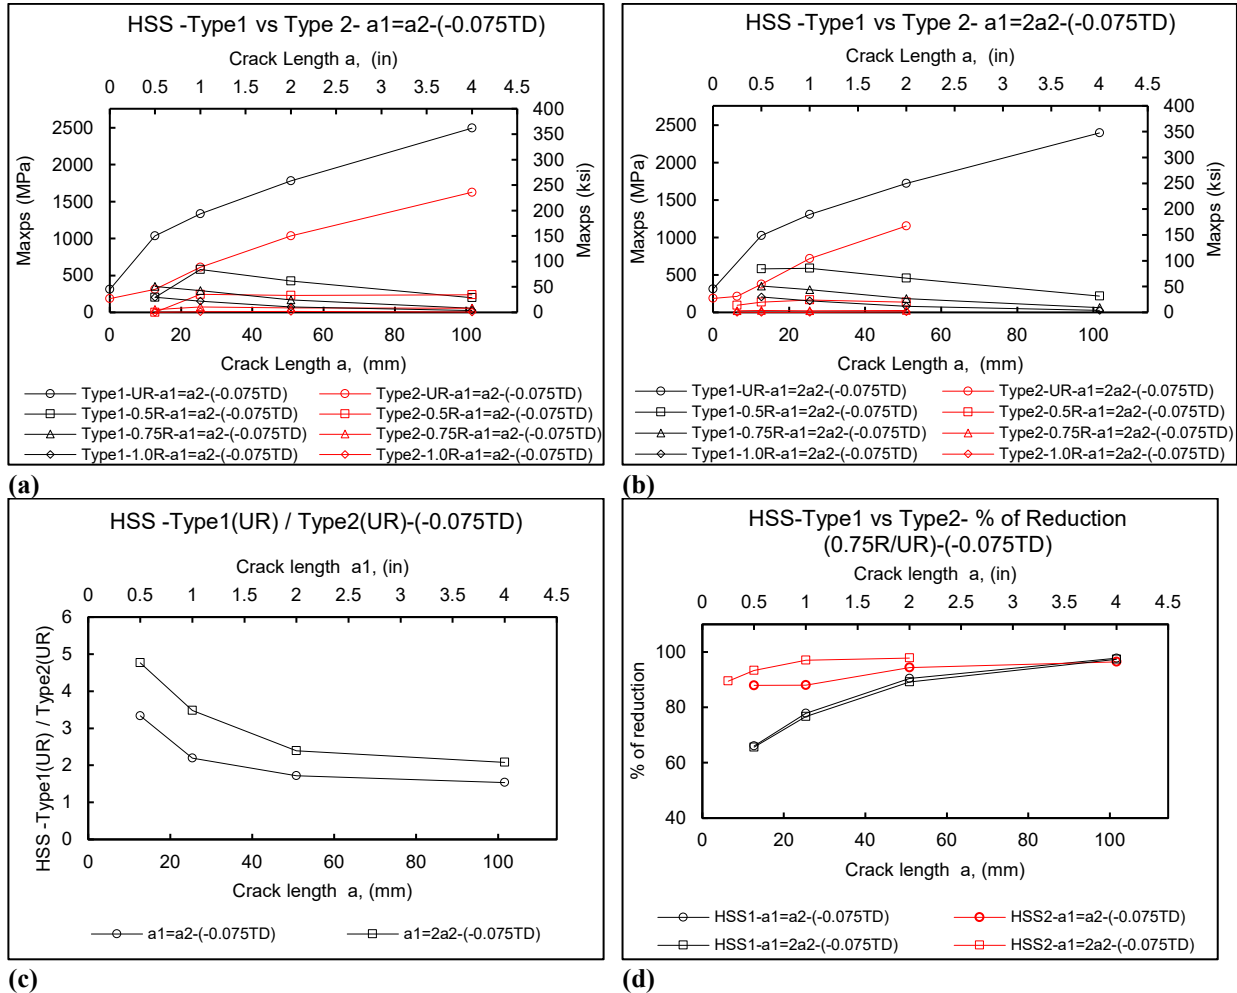 HSS -Type1 vs Type 2- a1=a2-(-0.075TD)
Crack Length a, (in)
0 0.5 1 1.5 2 2.5 3 3.5 4 4.5
Maxps (MPa)
2500
2000
1500
1000
500
0
400
350
300
250
200
150
100
50
0
Maxps (ksi)
0 20 40 60 80 100
Crack Length a, (mm)
Type1-UR-a1=a2-(-0.075TD) Type2-UR-a1=a2-(-0.075TD)
Type1-0.5R-a1=a2-(-0.075TD) Type2-0.5R-a1=a2-(-0.075TD)
Type1-0.75R-a1=a2-(-0.075TD) Type2-0.75R-a1=a2-(-0.075TD)
Type1-1.0R-a1=a2-(-0.075TD) Type2-1.0R-a1=a2-(-0.075TD)
(a)
HSS -Type1 vs Type 2- a1=2a2-(-0.075TD)
Crack Length a, (in)
0 0.5 1 1.5 2 2.5 3 3.5 4 4.5
Maxps (MPa)
2500
2000
1500
1000
500
0
400
350
300
250
200
150
100
50
0
Maxps (ksi)
0 20 40 60 80 100
Crack Length a, (mm)
Type1-UR-a1=2a2-(-0.075TD) Type2-UR-a1=2a2-(-0.075TD)
Type1-0.5R-a1=2a2-(-0.075TD) Type2-0.5R-a1=2a2-(-0.075TD)
Type1-0.75R-a1=2a2-(-0.075TD) Type2-0.75R-a1=2a2-(-0.075TD)
Type1-1.0R-a1=2a2-(-0.075TD) Type2-1.0R-a1=2a2-(-0.075TD)
(b)
HSS -Type1(UR) / Type2(UR)-(-0.075TD)
Crack length a1, (in)
0 0.5 1 1.5 2 2.5 3 3.5 4 4.5
HSS -Type1(UR) / Type2(UR)
6
5
4
3
2
1
0
0 20 40 60 80 100
Crack length a, (mm)
a1=a2-(-0.075TD) a1=2a2-(-0.075TD)
(c)
HSS-Type1 vs Type2- % of Reduction
(0.75R/UR)-(-0.075TD)
Crack length a, (in)
0 0.5 1 1.5 2 2.5 3 3.5 4 4.5
% of reduction
100
80
60
40
0 20 40 60 80 100
Crack length a, (mm)
HSS1-a1=a2-(-0.075TD) HSS2-a1=a2-(-0.075TD)
HSS1-a1=2a2-(-0.075TD) HSS2-a1=2a2-(-0.075TD)
(d)